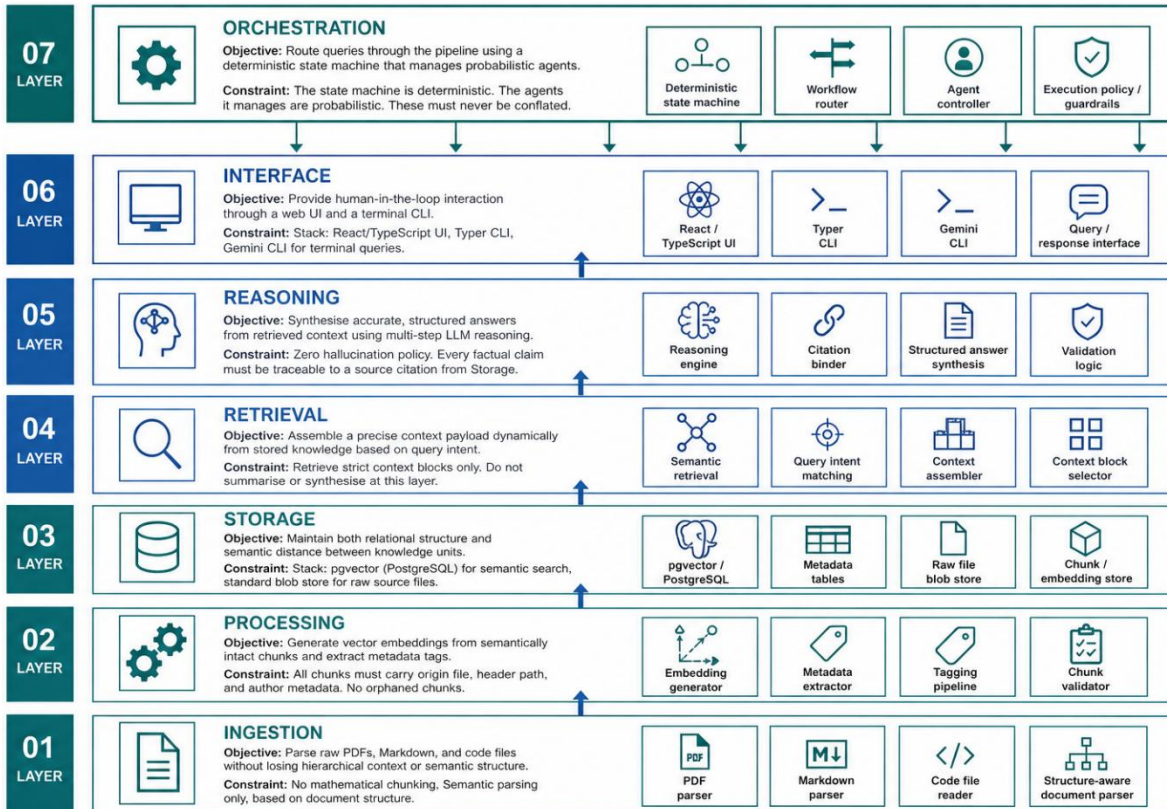 07
LAYER
ORCHESTRATION
Objective: Route queries through the pipeline using a
deterministic state machine that manages probabilistic agents.
Constraint: The state machine is deterministic. The agents
it manages are probabilistic. These must never be conflated.
Deterministic
state machine
Workflow
router
Agent
controller
Execution policy /
guardrails
06
LAYER
INTERFACE
Objective: Provide human-in-the-loop interaction
through a web UI and a terminal CLI.
Constraint: Stack: React/TypeScript UI, Typer CLI,
Gemini CLI for terminal queries.
React /
TypeScript UI
Typer
CLI
Gemini
CLI
Query /
response interface
05
LAYER
REASONING
Objective: Synthesise accurate, structured answers
from retrieved context using multi-step LLM reasoning.
Constraint: Zero hallucination policy. Every factual claim
must be traceable to a source citation from Storage.
Reasoning
engine
Citation
binder
Structured answer
synthesis
Validation
logic
04
LAYER
RETRIEVAL
Objective: Assemble a precise context payload dynamically
from stored knowledge based on query intent.
Constraint: Retrieve strict context blocks only. Do not
summarise or synthesise at this layer.
Semantic
retrieval
Query intent
matching
Context
assembler
Context block
selector
03
LAYER
STORAGE
Objective: Maintain both relational structure and
semantic distance between knowledge units.
Constraint: Stack: pgvector (PostgreSQL) for semantic search,
standard blob store for raw source files.
pgvector /
PostgreSQL
Metadata
tables
Raw file
blob store
Chunk /
embedding store
02
LAYER
PROCESSING
Objective: Generate vector embeddings from semantically
intact chunks and extract metadata tags.
Constraint: All chunks must carry origin file, header path,
and author metadata. No orphaned chunks.
Embedding
generator
Metadata
extractor
Tagging
pipeline
Chunk
validator
01
LAYER
INGESTION
Objective: Parse raw PDFs, Markdown, and code files
without losing hierarchical context or semantic structure.
Constraint: No mathematical chunking, Semantic parsing
only, based on document structure.
PDF
PDF
parser
M↓
Markdown
parser
</>
Code file
reader
Structure-aware
document parser